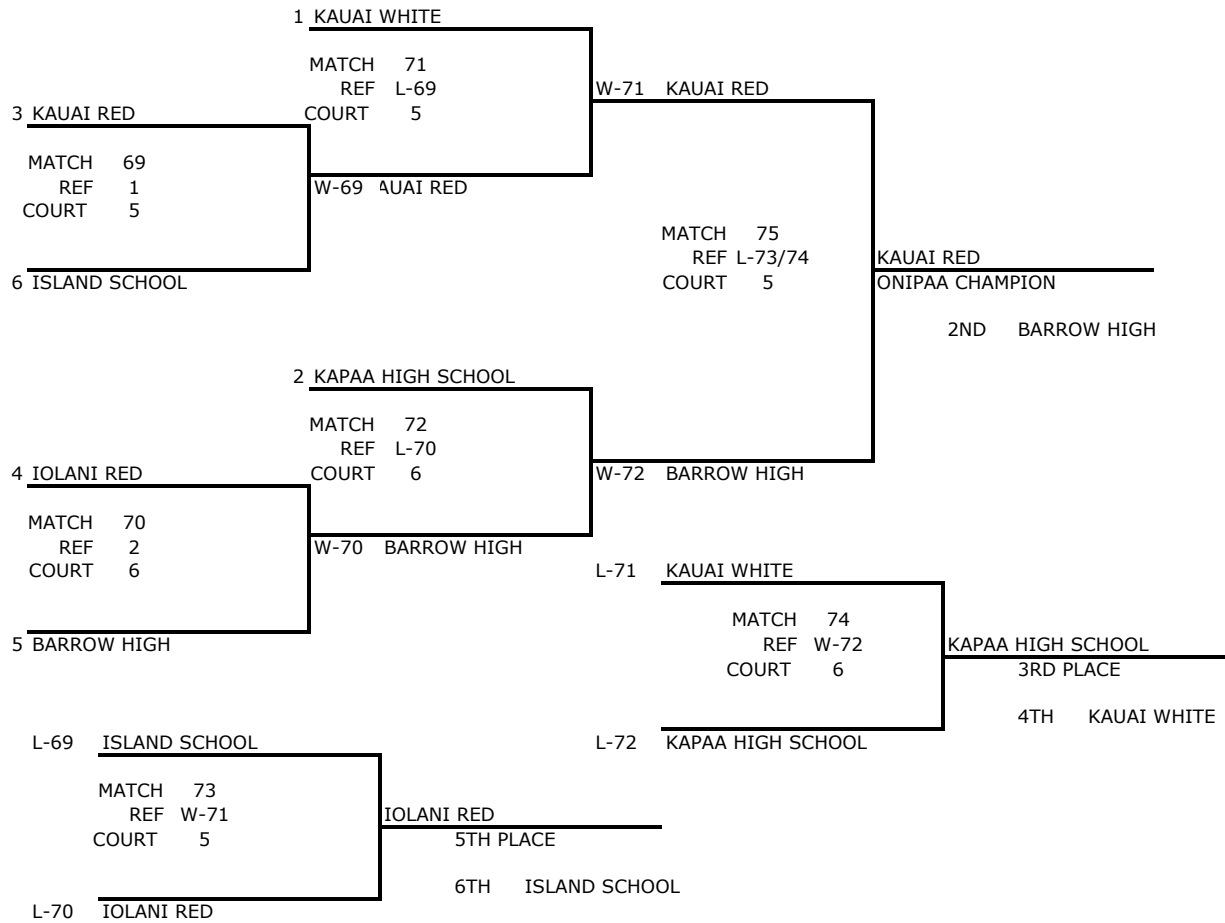 1 KAUAI WHITE
MATCH 71
REF L-69
COURT 5
W-71 KAUAI RED
3 KAUAI RED
MATCH 69
REF 1
COURT 5
W-69 AUAI RED
6 ISLAND SCHOOL
MATCH 75
REF L-73/74
COURT 5
KAUAI RED
ONIPAA CHAMPION
2ND BARROW HIGH
2 KAPAA HIGH SCHOOL
MATCH 72
REF L-70
COURT 6
W-72 BARROW HIGH
4 IOLANI RED
MATCH 70
REF 2
COURT 6
W-70 BARROW HIGH
5 BARROW HIGH
L-71 KAUAI WHITE
MATCH 74
REF W-72
COURT 6
KAPAA HIGH SCHOOL
3RD PLACE
4TH KAUAI WHITE
L-72 KAPAA HIGH SCHOOL
L-69 ISLAND SCHOOL
MATCH 73
REF W-71
COURT 5
IOLANI RED
5TH PLACE
6TH ISLAND SCHOOL
L-70 IOLANI RED